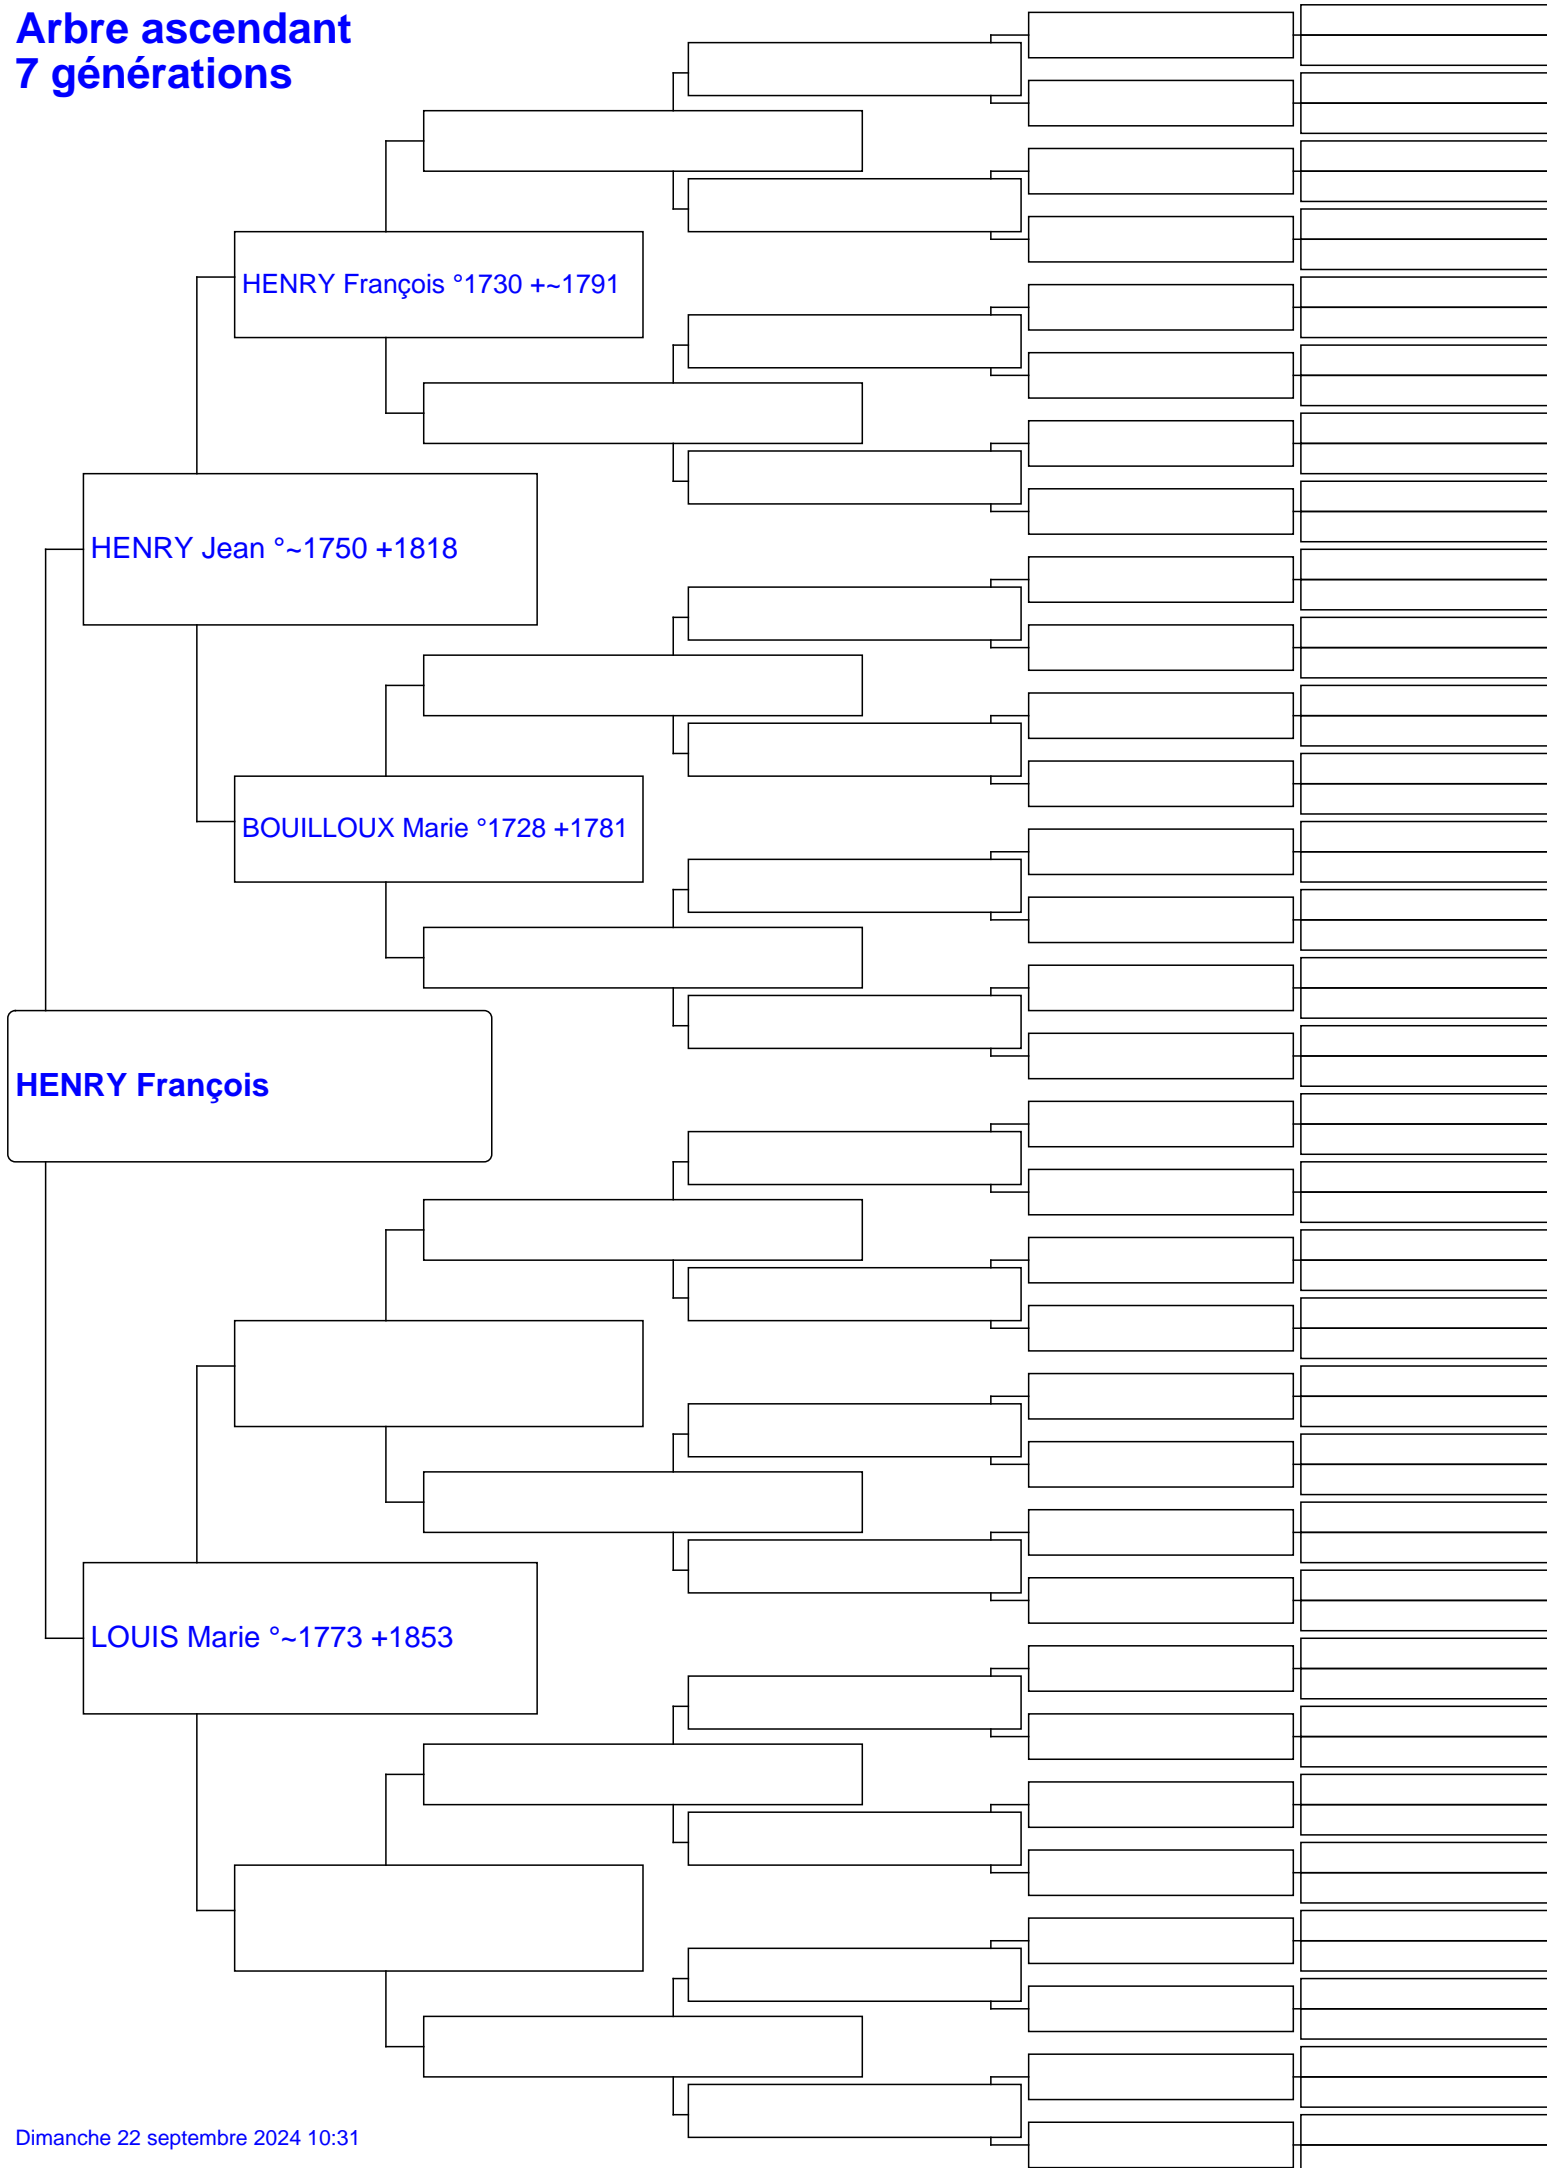 Arbre ascendant
7 générations
HENRY François °1730 +~1791
HENRY Jean °~1750 +1818
BOUILLOUX Marie °1728 +1781
HENRY François
LOUIS Marie °~1773 +1853
Dimanche 22 septembre 2024 10:31